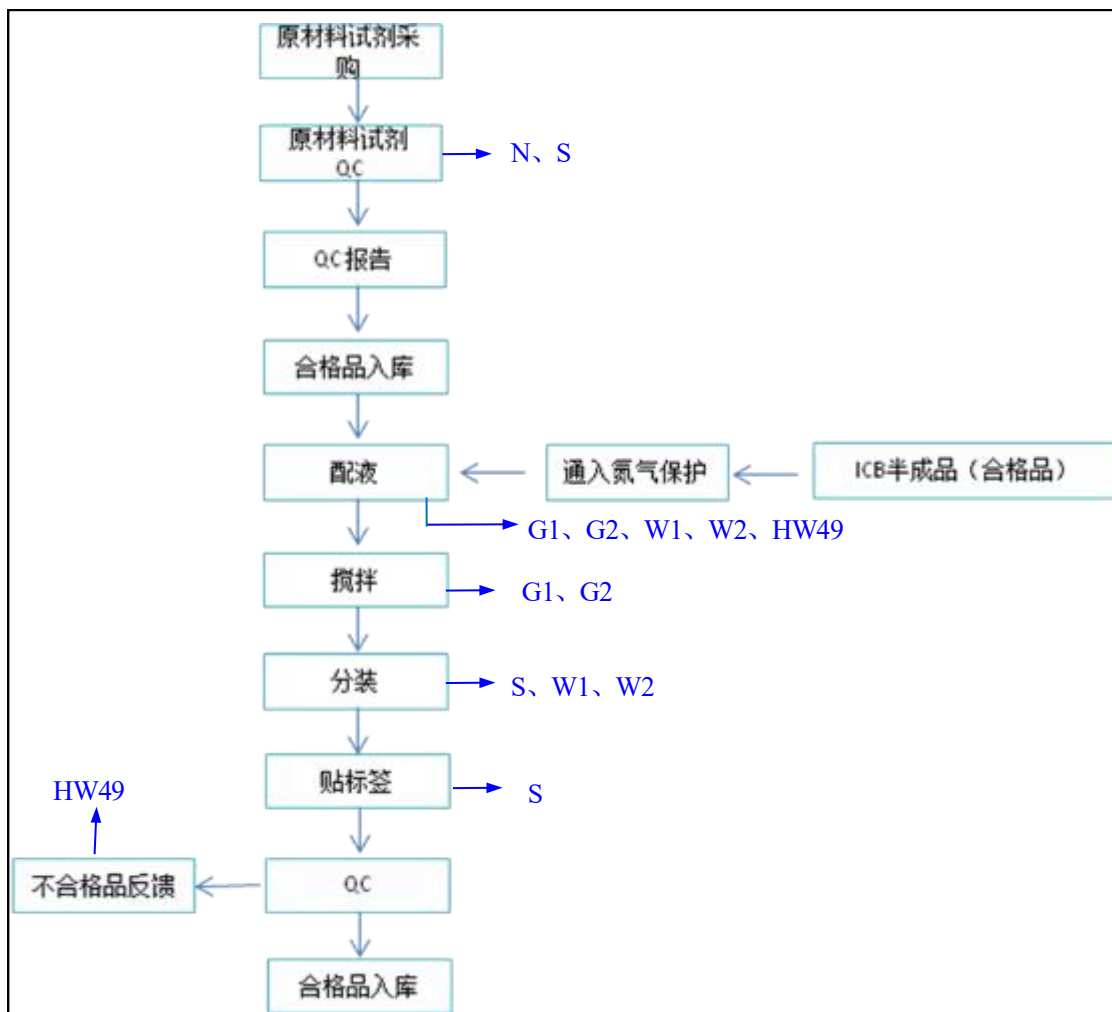 原材料试剂采
购
原材料试剂
QC
N、S
QC报告
合格品入库
配液
通入氮气保护
ICB半成品（合格品）
G1、G2、W1、W2、HW49
搅拌
G1、G2
分装
S、W1、W2
贴标签
S
HW49
不合格品反馈
QC
合格品入库